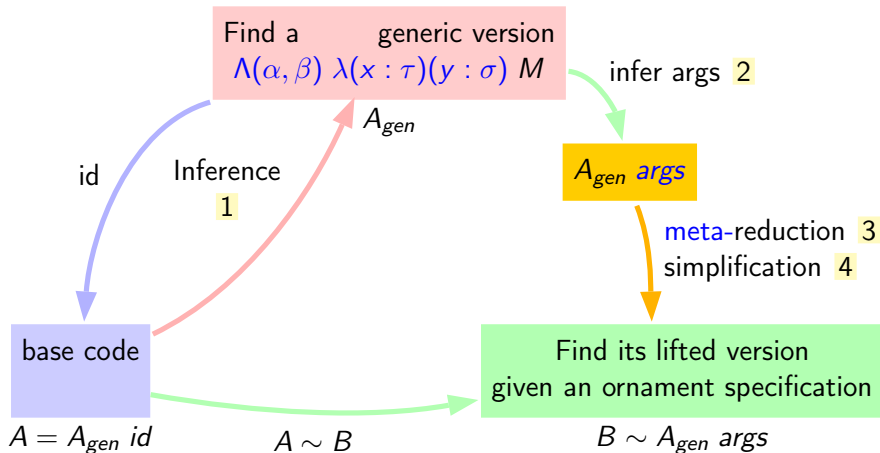 Find a generic version
Λ(α, β) λ(x : τ)(y : σ) M
A_gen
infer args 2
id
Inference
1
A_gen args
meta-reduction 3
simplification 4
base code
Find its lifted version
given an ornament specification
A = A_gen id
A ∼ B
B ∼ A_gen args